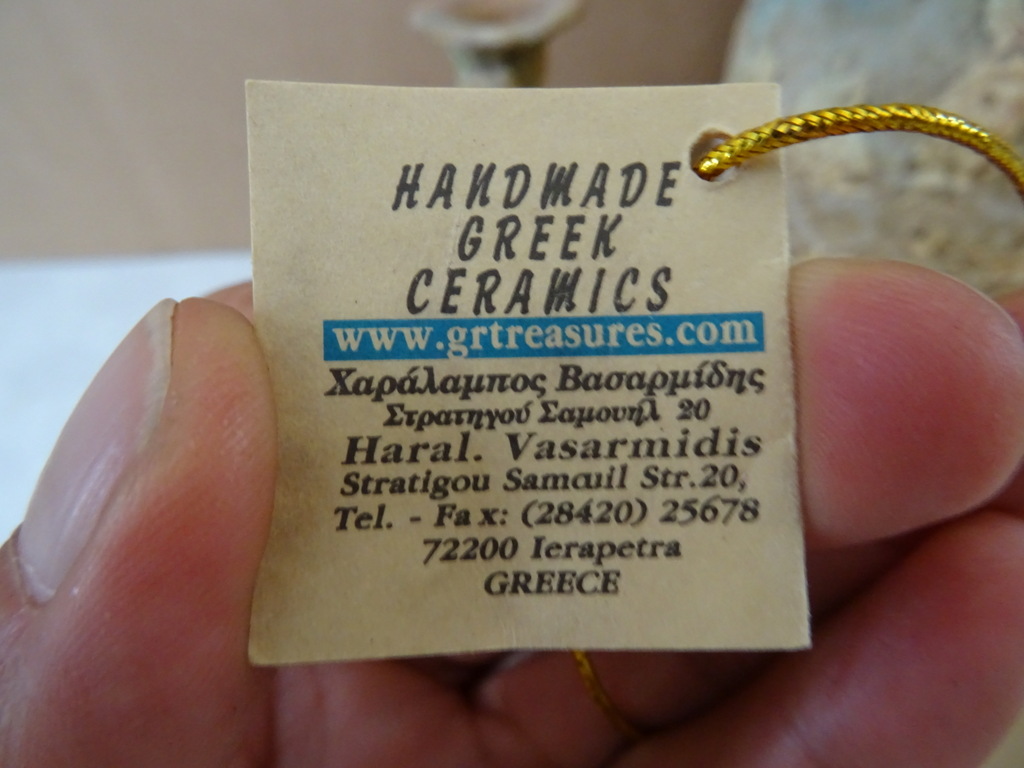 HANDMADE
GREEK
CERAMICS
www.grtreasures.com
Χαράλαμπος Βασαρμίδης
Στρατηγού Σαμουήλ 20
Haral. Vasarmidis
Stratigou Samouil Str.20,
Tel. - Fax: (28420) 25678
72200 Ierapetra
GREECE